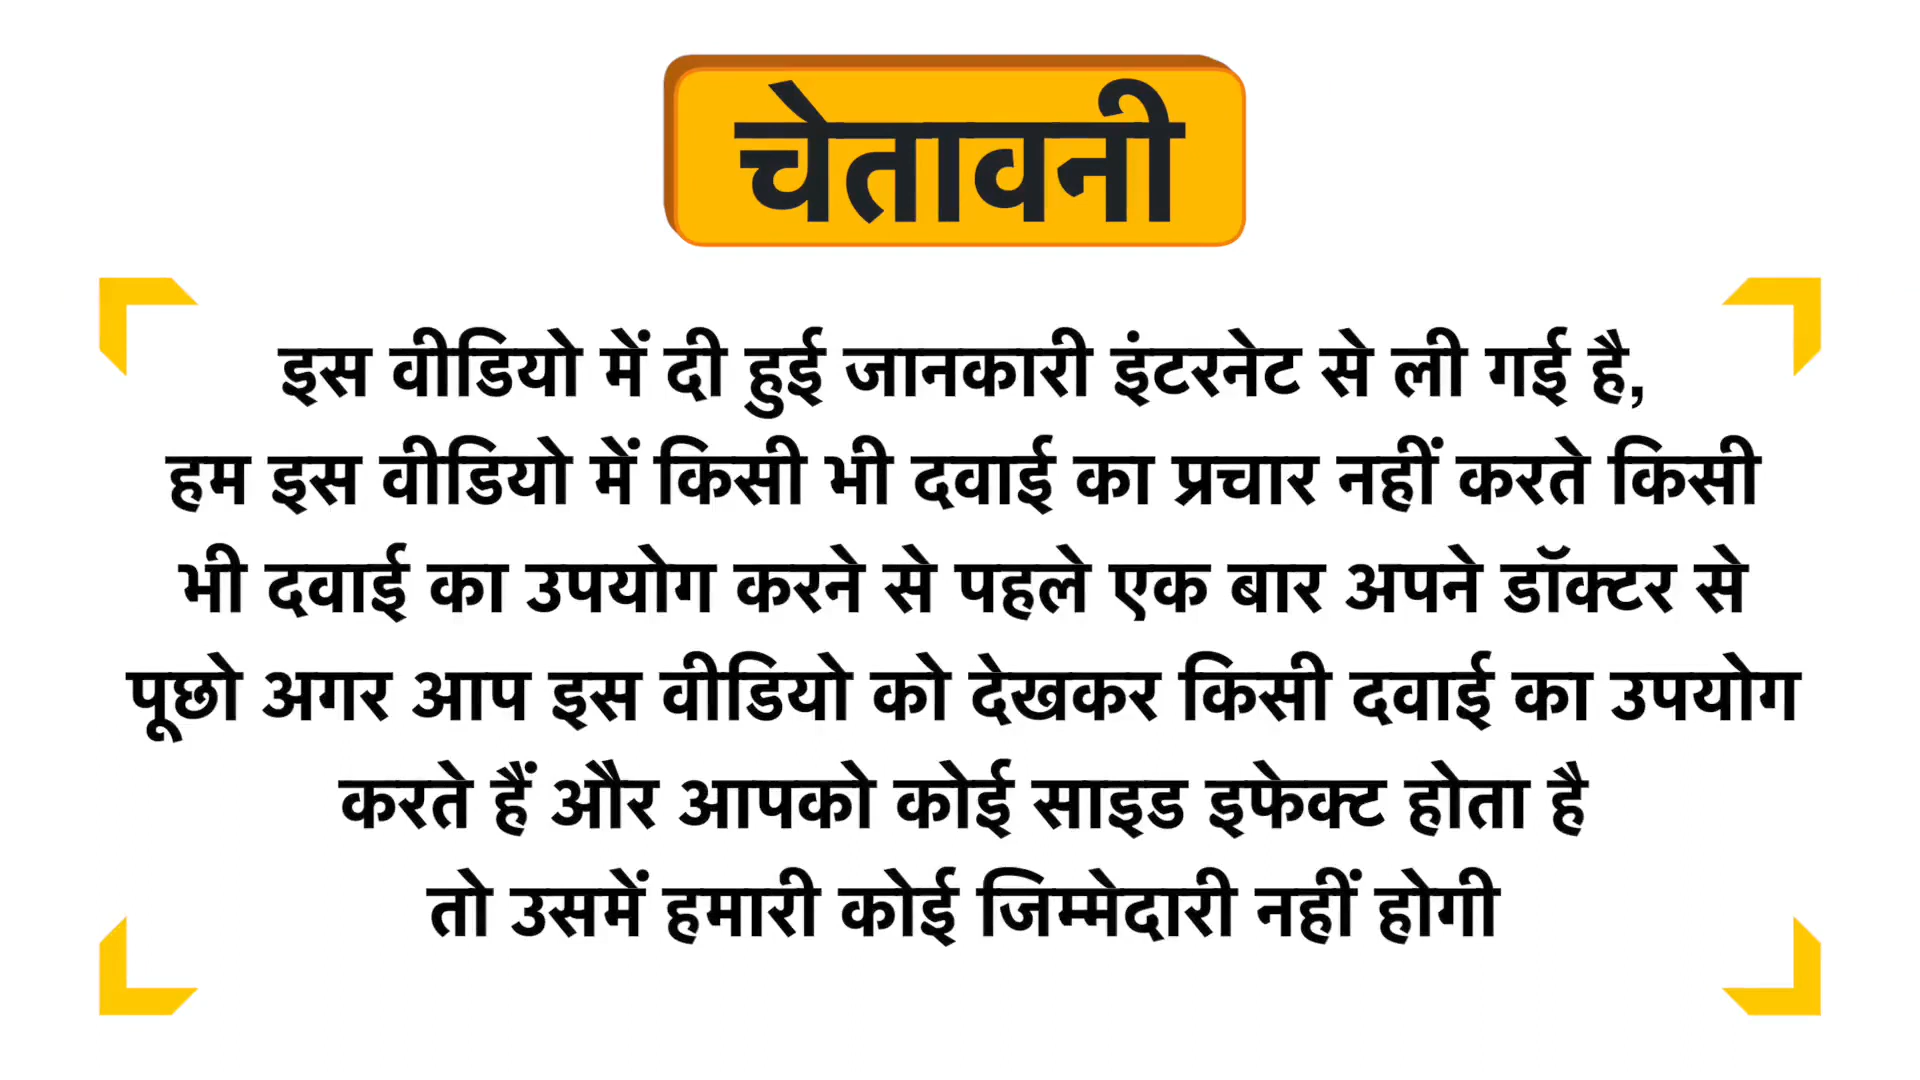 चेतावनी
इस वीडियो में दी हुई जानकारी इंटरनेट से ली गई है,
हम इस वीडियो में किसी भी दवाई का प्रचार नहीं करते किसी
भी दवाई का उपयोग करने से पहले एक बार अपने डॉक्टर से
पूछो अगर आप इस वीडियो को देखकर किसी दवाई का उपयोग
करते हैं और आपको कोई साइड इफेक्ट होता है
तो उसमें हमारी कोई जिम्मेदारी नहीं होगी